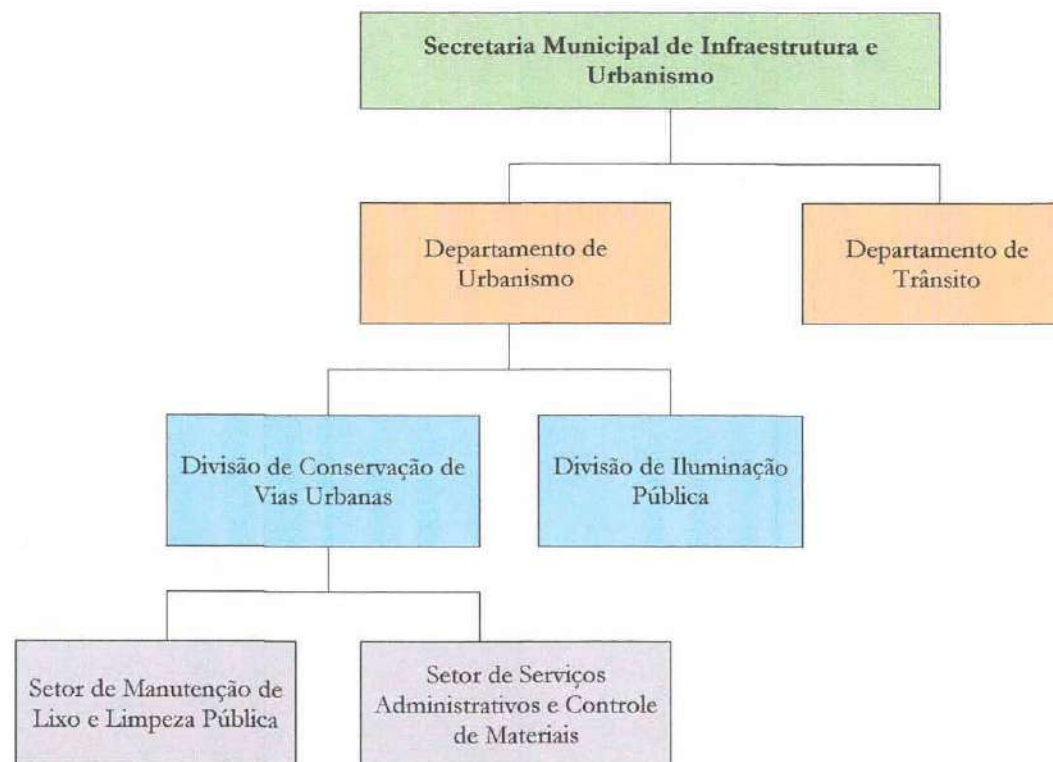 Secretaria Municipal de Infraestrutura e
Urbanismo
Departamento de
Urbanismo
Departamento de
Trânsito
Divisão de Conservação de
Vias Urbanas
Divisão de Iluminação
Pública
Setor de Manutenção de
Lixo e Limpeza Pública
Setor de Serviços
Administrativos e Controle
de Materiais